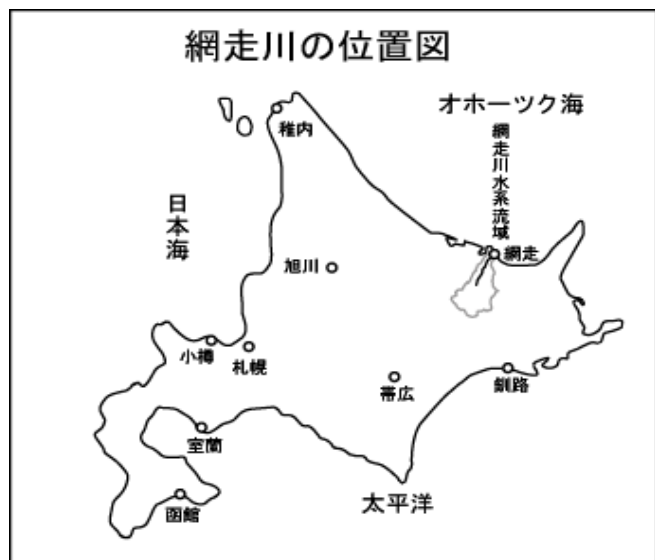 網走川の位置図
オホーツク海
網走川水系流域
稚内
日本海
網走
旭川
小樽
札幌
釧路
帯広
室蘭
太平洋
函館